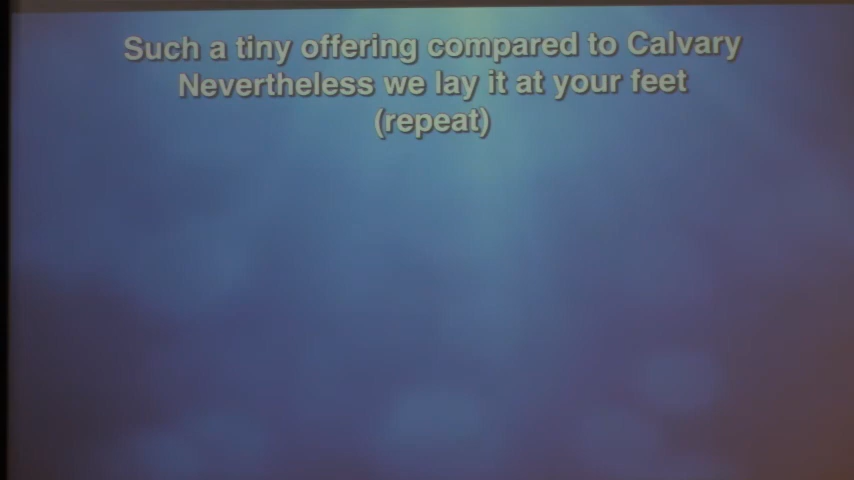 Such a tiny offering compared to Calvary
Nevertheless we lay it at your feet
(repeat)